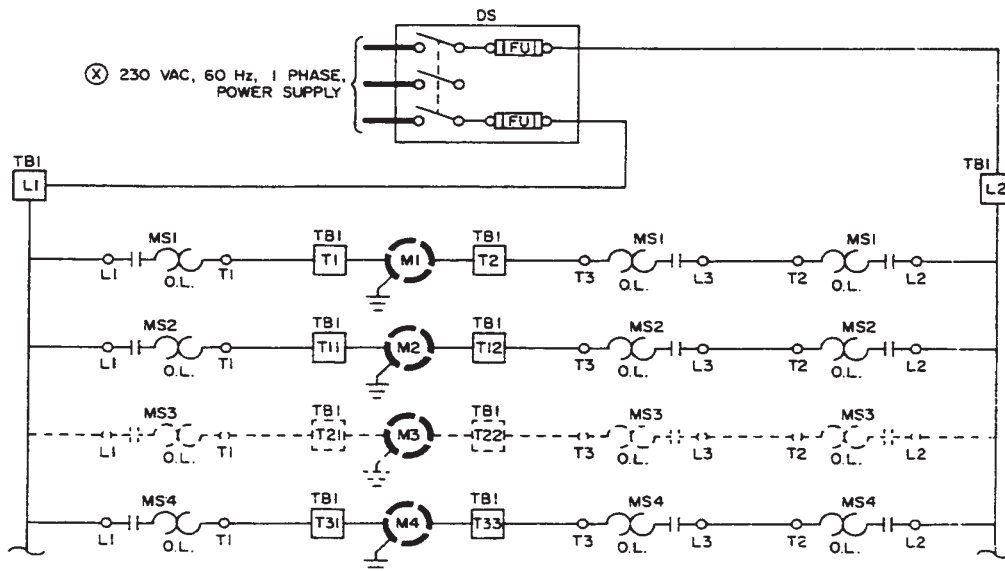 DS
FU
Ⓧ 230 VAC, 60 Hz, 1 PHASE,
POWER SUPPLY
FU
TB1
L1
TB1
L2
MS1 TB1 TB1 MS1 MS1
T1 M1 T2
L1 O.L. T1 T3 O.L. L3 T2 O.L. L2
MS2 TB1 TB1 MS2 MS2
T11 M2 T12
L1 O.L. T1 T3 O.L. L3 T2 O.L. L2
MS3 TB1 TB1 MS3 MS3
T21 M3 T22
L1 O.L. T1 T3 O.L. L3 T2 O.L. L2
MS4 TB1 TB1 MS4 MS4
T31 M4 T33
L1 O.L. T1 T3 O.L. L3 T2 O.L. L2